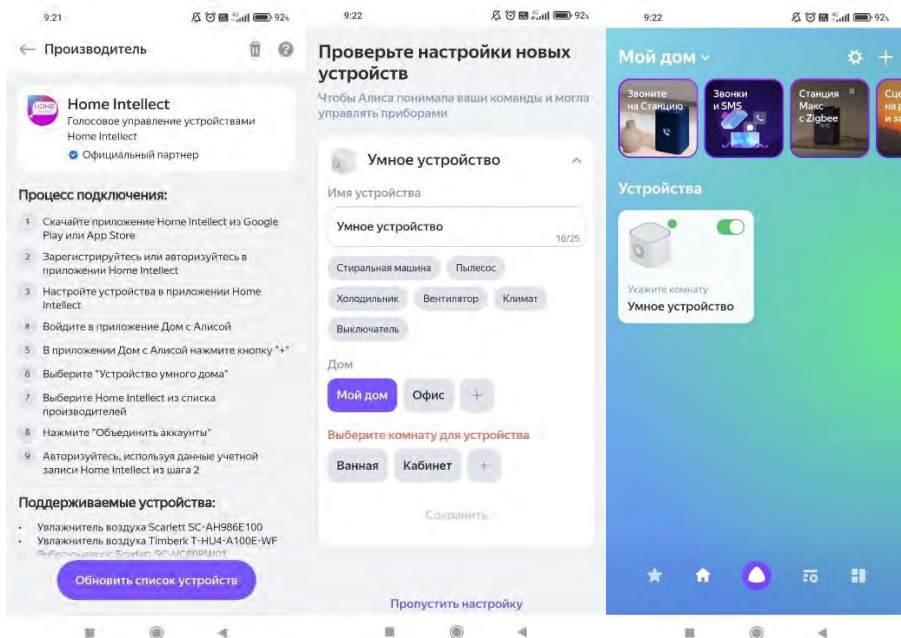 9:21
4G
92%
Производитель
HOME
Home Intellect
Голосовое управление устройствами
Home Intellect
Официальный партнер
Процесс подключения:
1 Скачайте приложение Home Intellect из Google
Play или App Store
2 Зарегистрируйтесь или авторизуйтесь в
приложении Home Intellect
3 Настройте устройства в приложении Home
Intellect
4 Войдите в приложение Дом с Алисой
5 В приложении Дом с Алисой нажмите кнопку "+"
6 Выберите "Устройство умного дома"
7 Выберите Home Intellect из списка
производителей
8 Нажмите "Объединить аккаунты"
9 Авторизуйтесь, используя данные учетной
записи Home Intellect из шага 2
Поддерживаемые устройства:
• Увлажнитель воздуха Scarlett SC-AH986E100
• Увлажнитель воздуха Timberk T-HU4-A100E-WF
Обновить список устройств
9:22
4G
92%
Проверьте настройки новых
устройств
Чтобы Алиса понимала ваши команды и могла
управлять приборами
Умное устройство
Имя устройства
Умное устройство
16/25
Стиральная машина Пылесос
Холодильник Вентилятор Климат
Выключатель
Дом
Мой дом Офис +
Выберите комнату для устройства
Ванная Кабинет +
Сохранить
Пропустить настройку
9:22
4G
92%
Мой дом
Звоните
на Станцию
Звонки
и SMS
Станция
Макс
с Zigbee
Устройства
Укажите комнату
Умное устройство